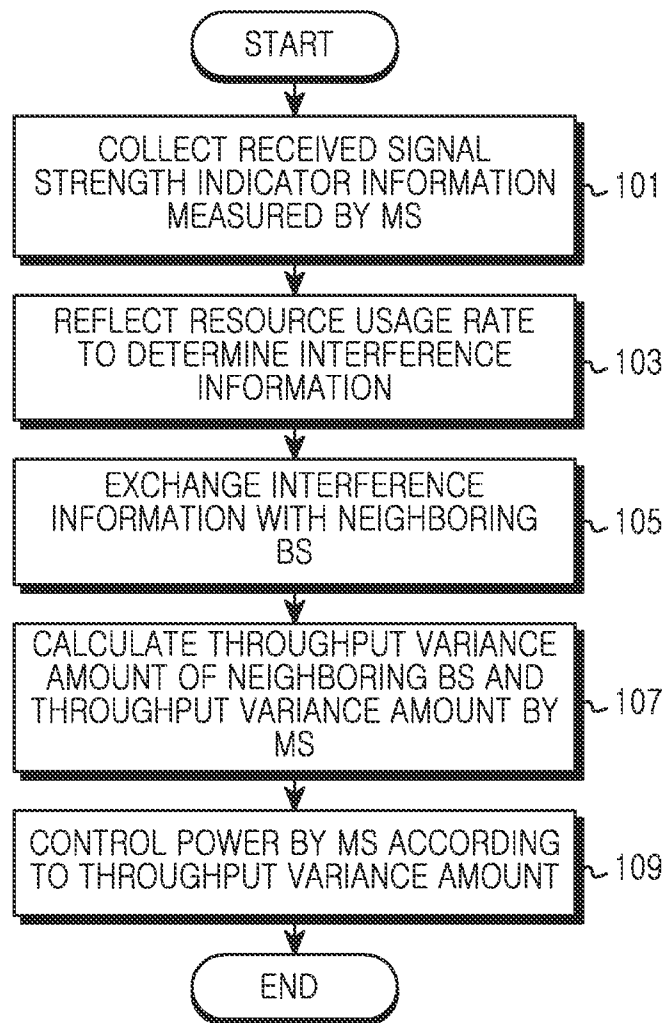 START
COLLECT RECEIVED SIGNAL
STRENGTH INDICATOR INFORMATION
MEASURED BY MS
101
REFLECT RESOURCE USAGE RATE
TO DETERMINE INTERFERENCE
INFORMATION
103
EXCHANGE INTERFERENCE
INFORMATION WITH NEIGHBORING
BS
105
CALCULATE THROUGHPUT VARIANCE
AMOUNT OF NEIGHBORING BS AND
THROUGHPUT VARIANCE AMOUNT BY
MS
107
CONTROL POWER BY MS ACCORDING
TO THROUGHPUT VARIANCE AMOUNT
109
END